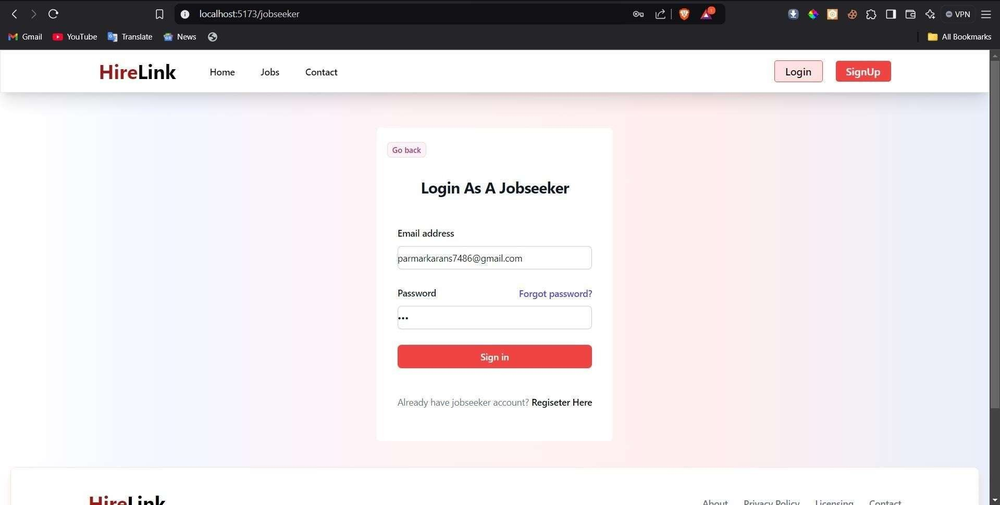 localhost:5173/jobseeker
1
VPN
Gmail YouTube Translate News All Bookmarks
HireLink Home Jobs Contact Login SignUp
Go back
Login As A Jobseeker
Email address
parmarkarans7486@gmail.com
Password Forgot password?
Sign in
Already have jobseeker account? Regiseter Here
HireLink
About Privacy Policy Licensing Contact